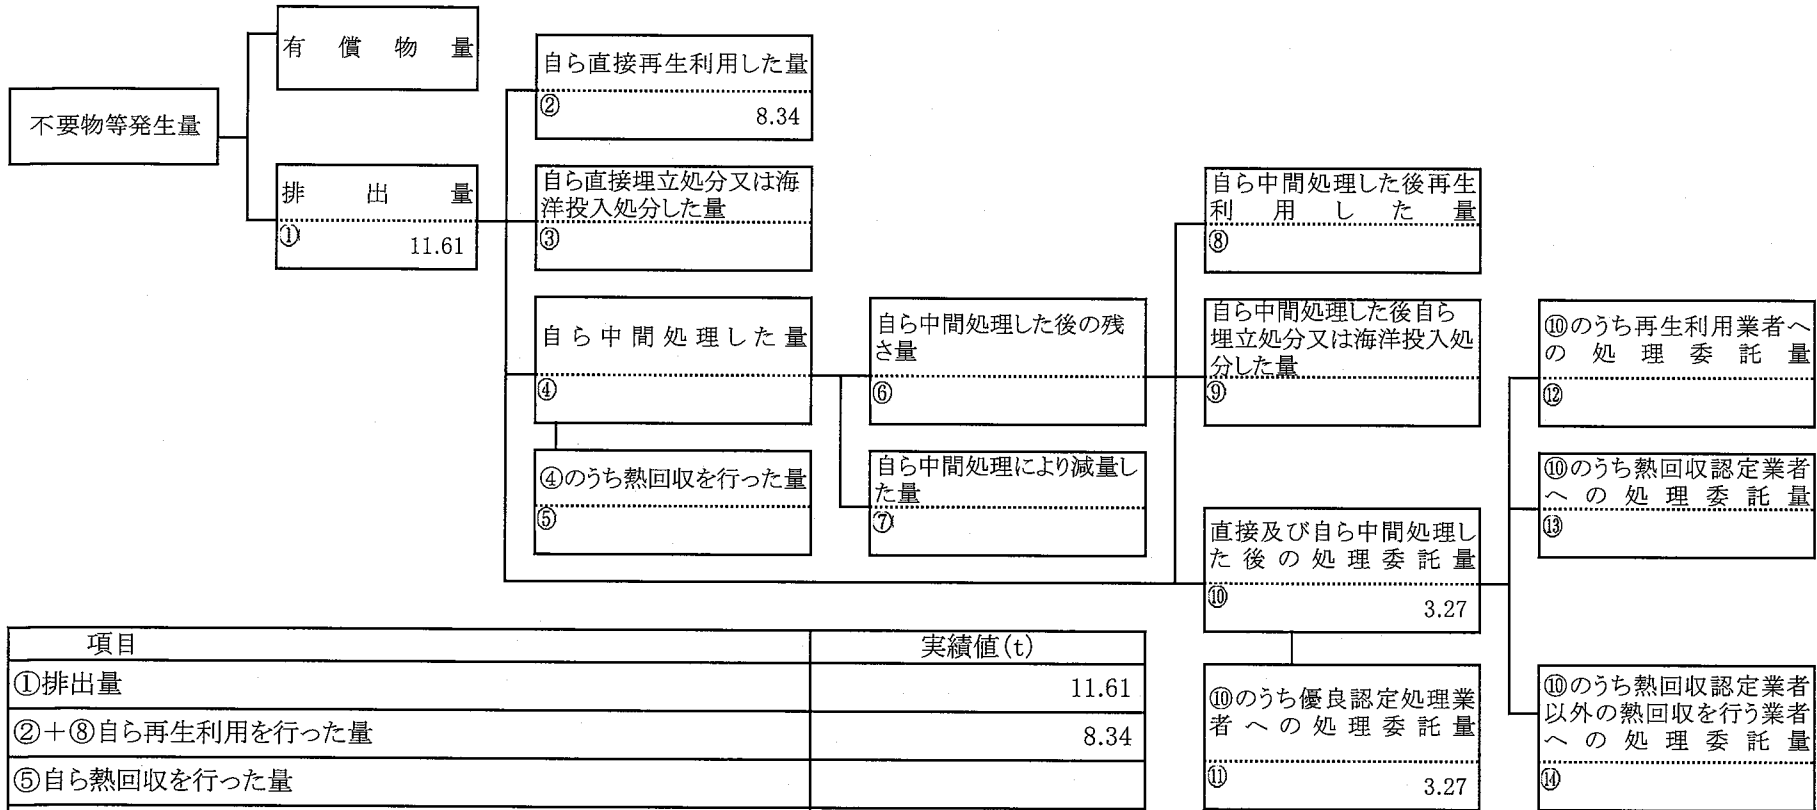 有償物量
不要物等発生量
排出量
① 11.61
自ら直接再生利用した量
② 8.34
自ら直接埋立処分又は海
洋投入処分した量
③
自ら中間処理した量
④
④のうち熱回収を行った量
⑤
自ら中間処理した後の残
さ量
⑥
自ら中間処理により減量し
た量
⑦
自ら中間処理した後再生
利用した量
⑧
自ら中間処理した後自ら
埋立処分又は海洋投入処
分した量
⑨
直接及び自ら中間処理し
た後の処理委託量
⑩ 3.27
⑩のうち優良認定処理業
者への処理委託量
⑪ 3.27
⑩のうち再生利用業者へ
の処理委託量
⑫
⑩のうち熱回収認定業者
への処理委託量
⑬
⑩のうち熱回収認定業者
以外の熱回収を行う業者
への処理委託量
⑭
項目 実績値(t)
①排出量 11.61
②+⑧自ら再生利用を行った量 8.34
⑤自ら熱回収を行った量